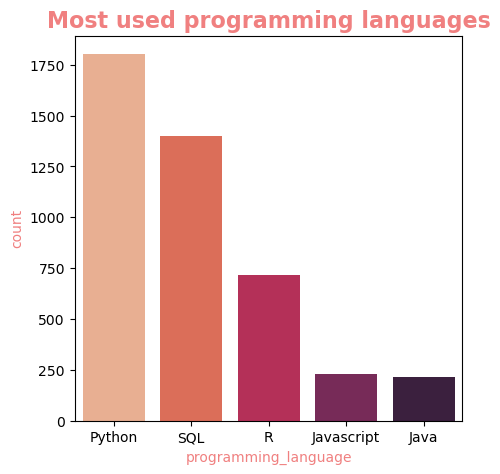 Most used programming languages
1750
1500
1250
1000
750
500
250
0
count
Python SQL R Javascript Java
programming_language